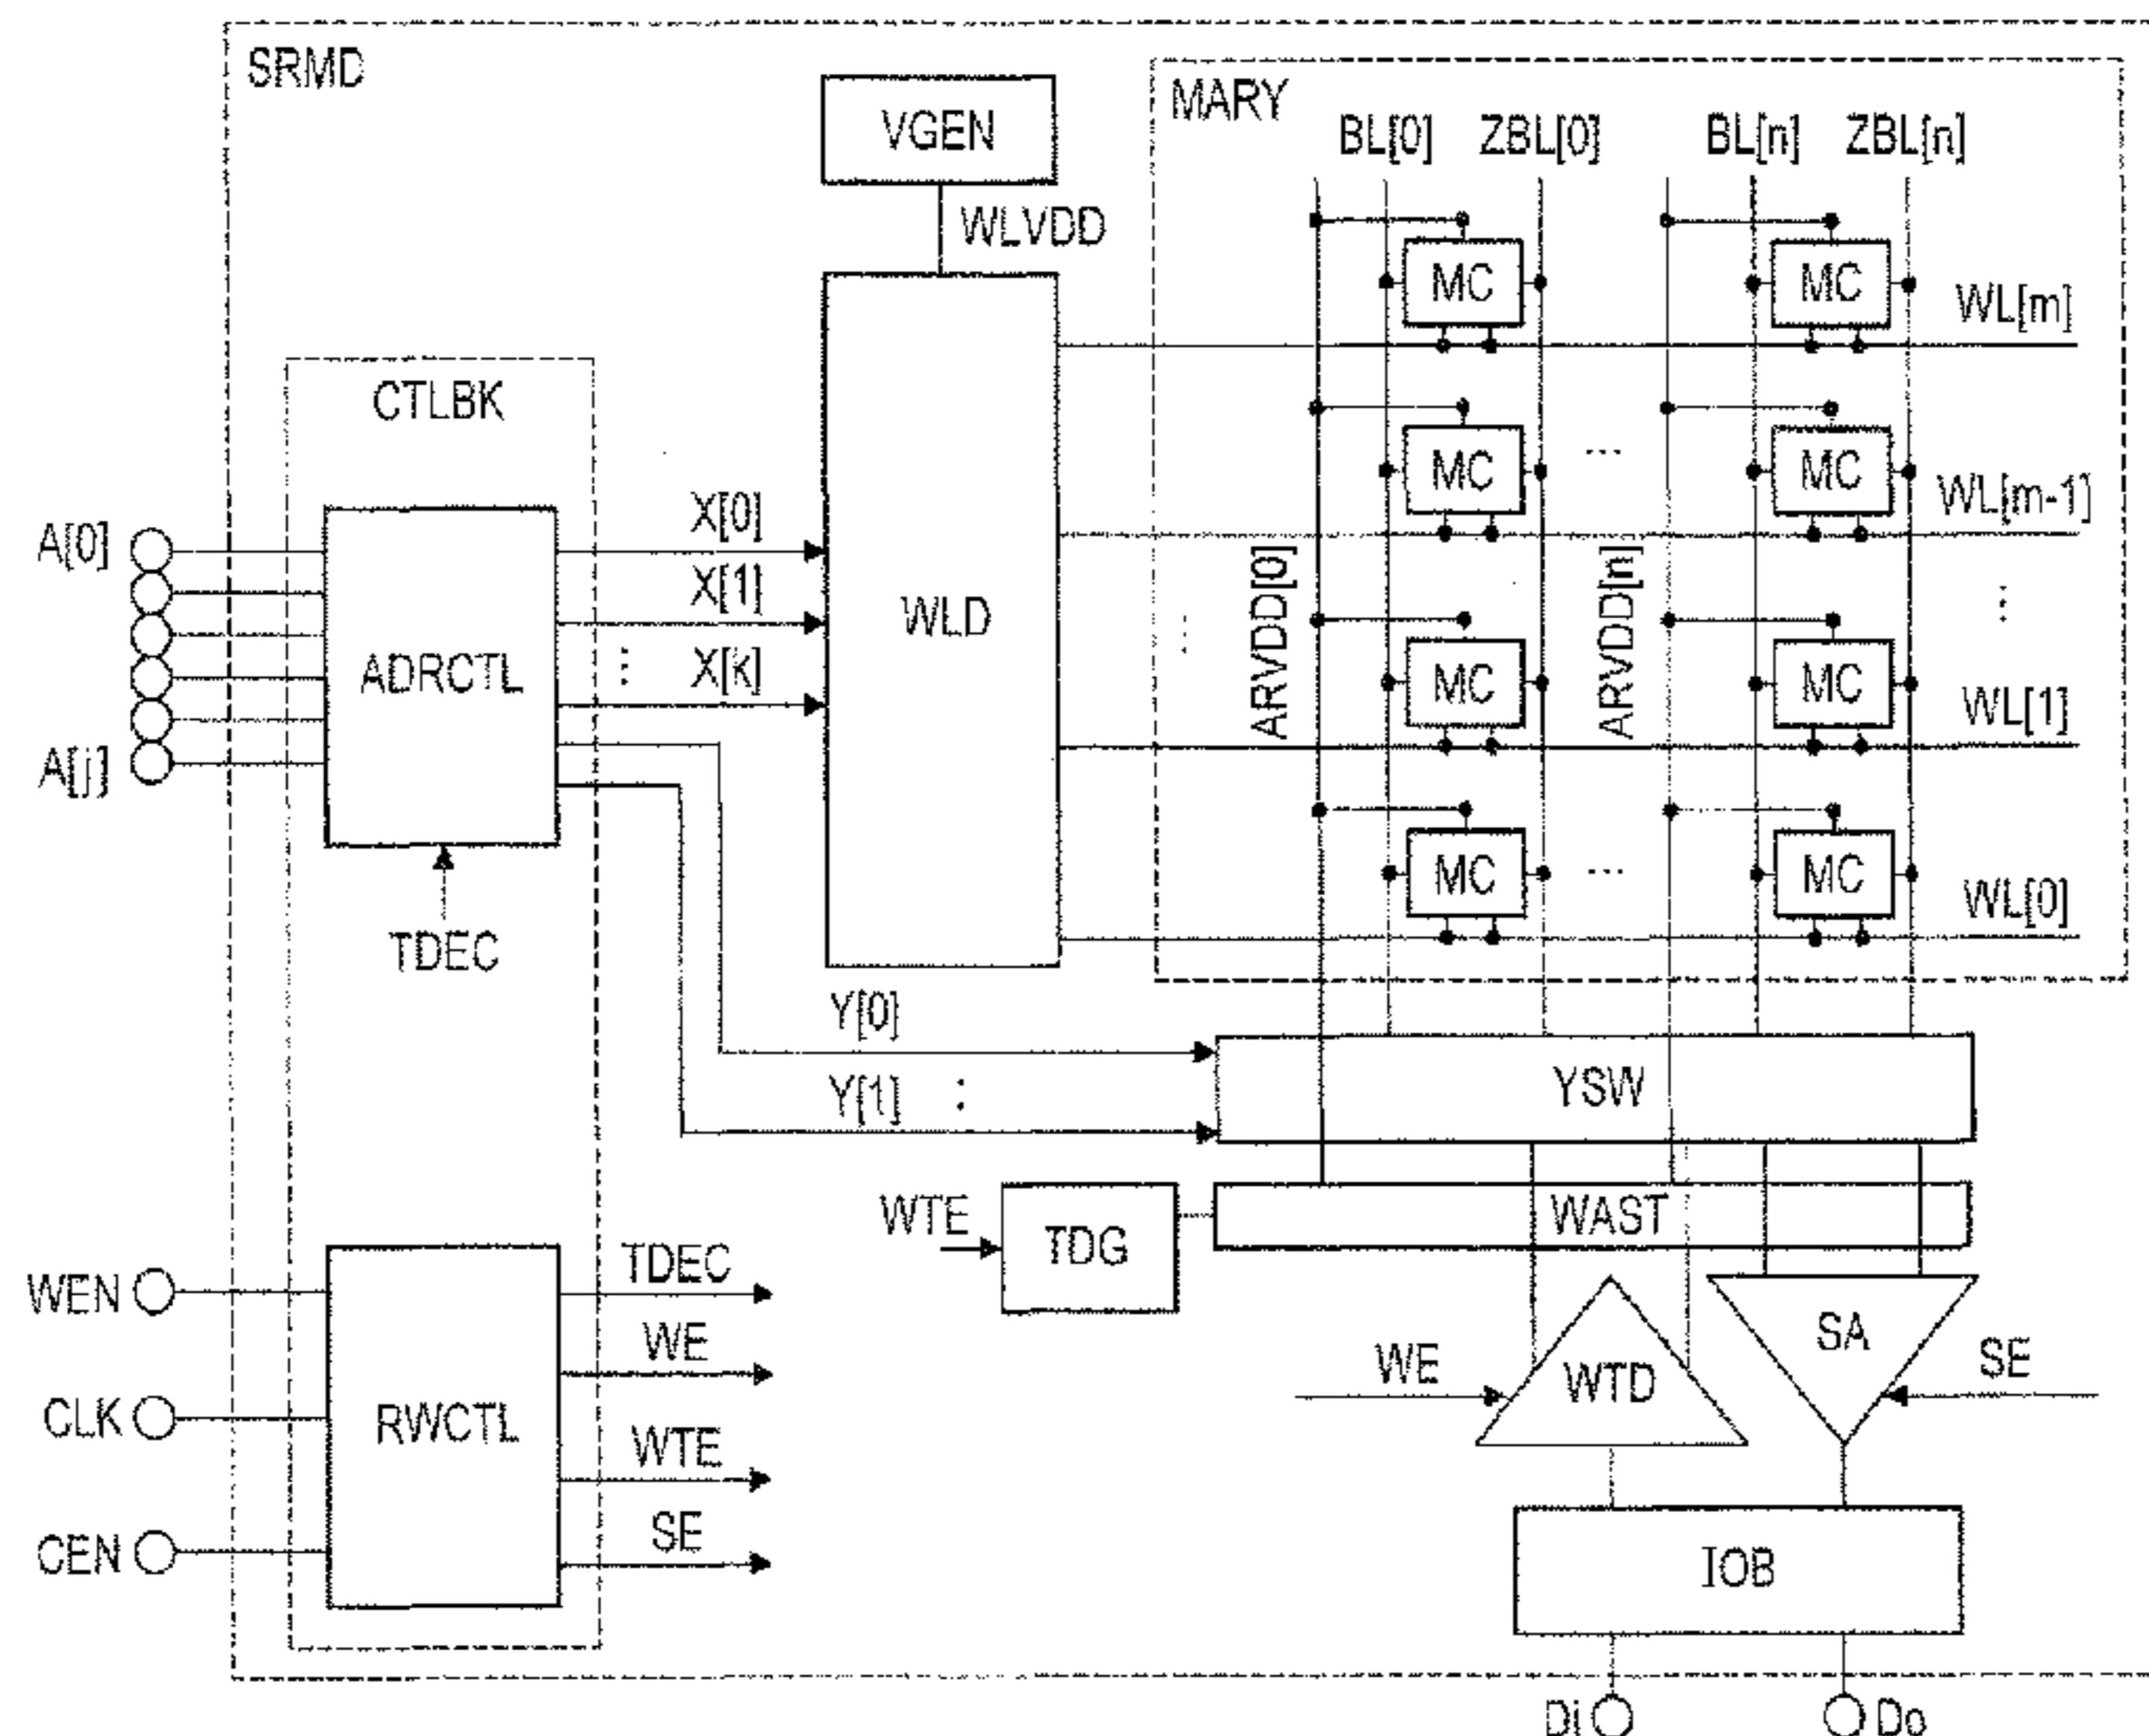 SRMD
VGEN
WLVDD
MARY
BL[0] ZBL[0] BL[n] ZBL[n]
MC MC WL[m]
MC ... MC WL[m-1]
ARVDD[0] ARVDD[n]
MC MC WL[1]
MC ... MC WL[0]
CTLBK
A[0]
A[j]
ADRCTL
TDEC
X[0]
X[1]
X[k]
WLD
Y[0]
Y[1]
YSW
WTE
TDG
WAST
WEN
CLK
CEN
RWCTL
TDEC
WE
WTE
SE
WE
WTD
SA
SE
IOB
Di Do